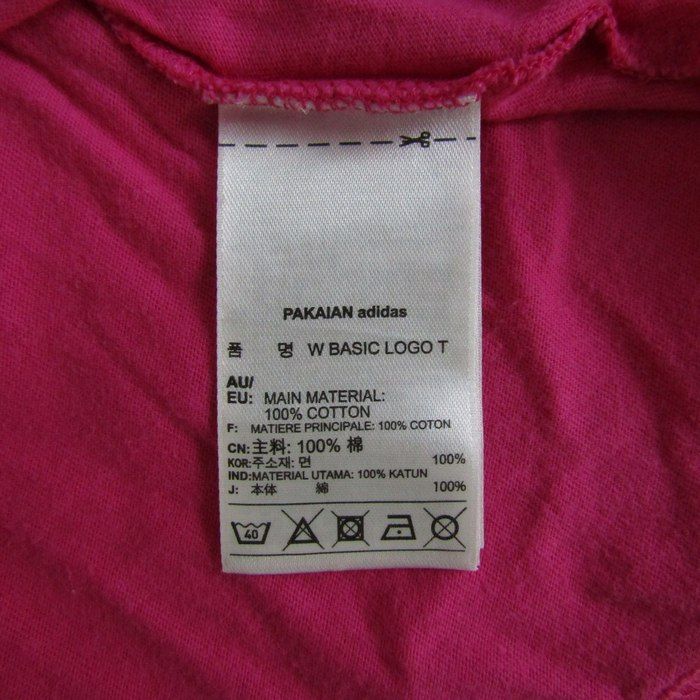 PAKAIAN adidas
품 명 W BASIC LOGO T
AU/
EU: MAIN MATERIAL:
100% COTTON
F: MATIERE PRINCIPALE: 100% COTON
CN: 主料: 100% 棉
KOR: 주소재: 면 100%
IND: MATERIAL UTAMA: 100% KATUN
J: 本体 綿 100%
40